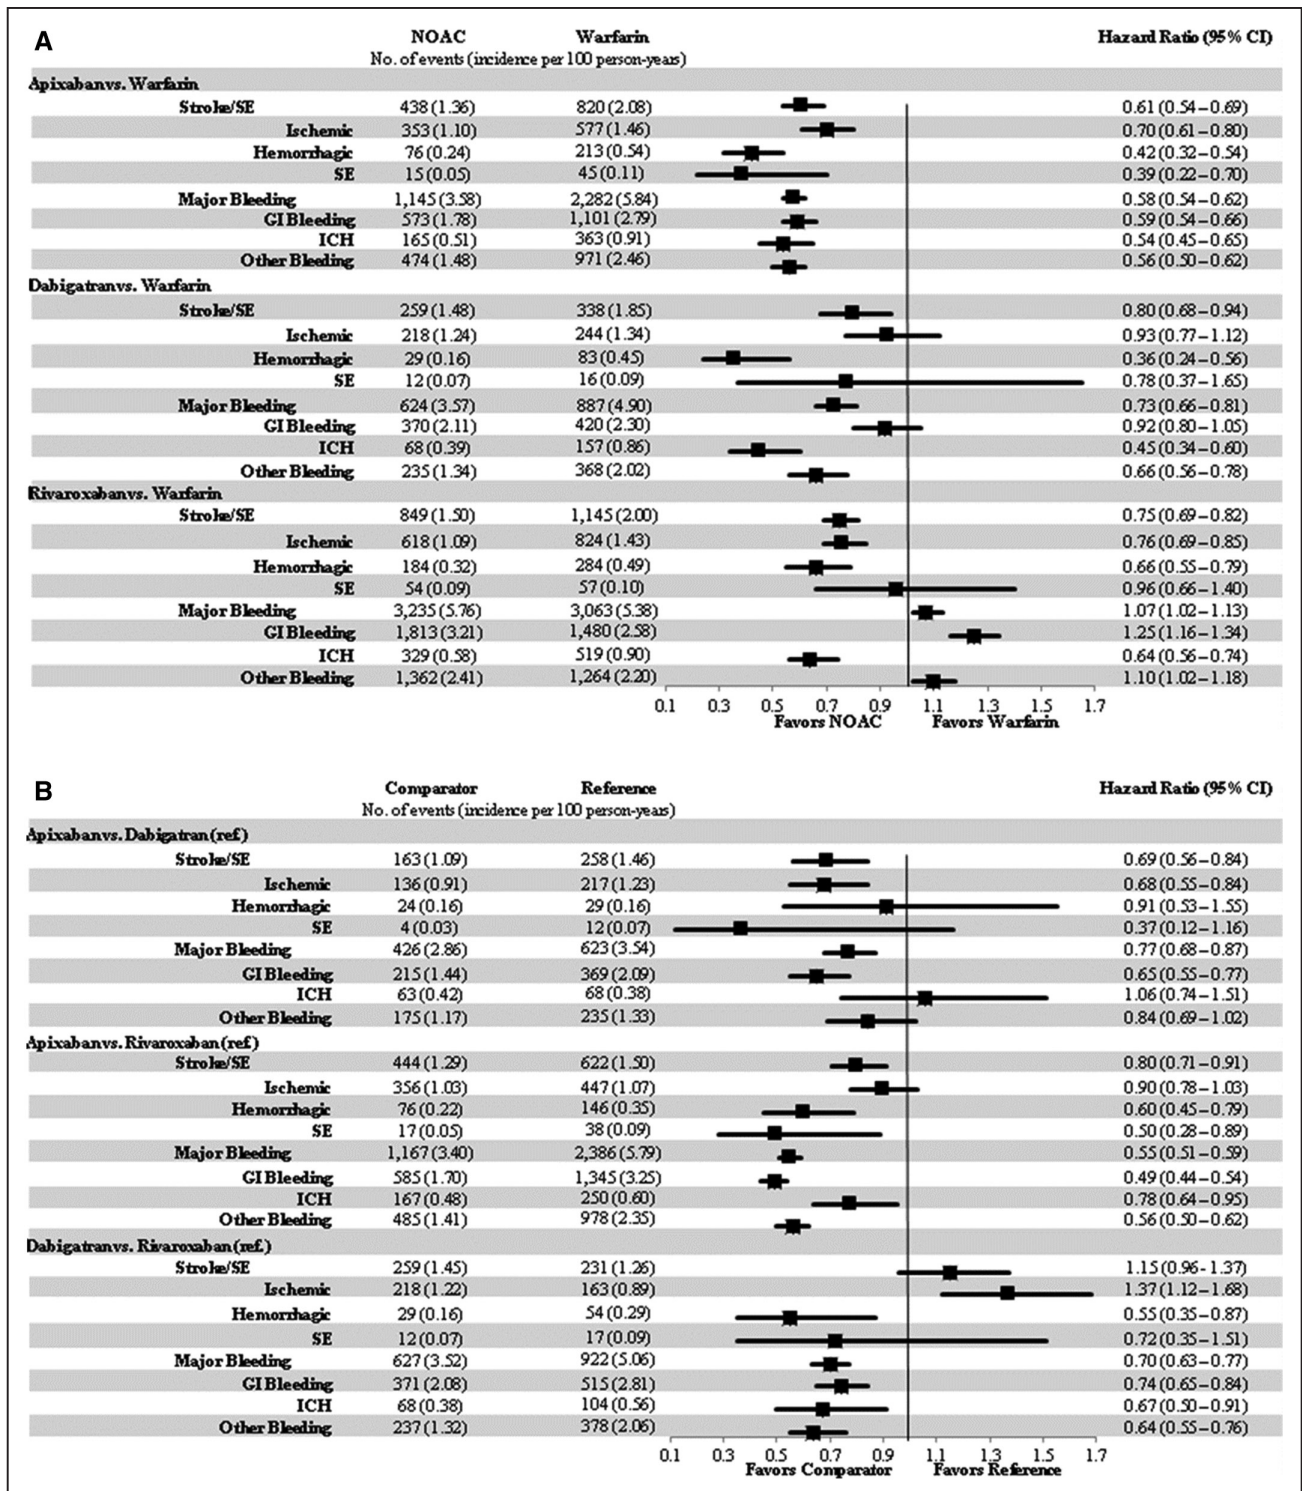 A
NOAC Warfarin Hazard Ratio (95% CI)
No. of events (incidence per 100 person-years)
Apixaban vs. Warfarin
Stroke/SE 438 (1.36) 820 (2.08) 0.61 (0.54–0.69)
Ischemic 353 (1.10) 577 (1.46) 0.70 (0.61–0.80)
Hemorrhagic 76 (0.24) 213 (0.54) 0.42 (0.32–0.54)
SE 15 (0.05) 45 (0.11) 0.39 (0.22–0.70)
Major Bleeding 1,145 (3.58) 2,282 (5.84) 0.58 (0.54–0.62)
GI Bleeding 573 (1.78) 1,101 (2.79) 0.59 (0.54–0.66)
ICH 165 (0.51) 363 (0.91) 0.54 (0.45–0.65)
Other Bleeding 474 (1.48) 971 (2.46) 0.56 (0.50–0.62)
Dabigatran vs. Warfarin
Stroke/SE 259 (1.48) 338 (1.85) 0.80 (0.68–0.94)
Ischemic 218 (1.24) 244 (1.34) 0.93 (0.77–1.12)
Hemorrhagic 29 (0.16) 83 (0.45) 0.36 (0.24–0.56)
SE 12 (0.07) 16 (0.09) 0.78 (0.37–1.65)
Major Bleeding 624 (3.57) 887 (4.90) 0.73 (0.66–0.81)
GI Bleeding 370 (2.11) 420 (2.30) 0.92 (0.80–1.05)
ICH 68 (0.39) 157 (0.86) 0.45 (0.34–0.60)
Other Bleeding 235 (1.34) 368 (2.02) 0.66 (0.56–0.78)
Rivaroxaban vs. Warfarin
Stroke/SE 849 (1.50) 1,145 (2.00) 0.75 (0.69–0.82)
Ischemic 618 (1.09) 824 (1.43) 0.76 (0.69–0.85)
Hemorrhagic 184 (0.32) 284 (0.49) 0.66 (0.55–0.79)
SE 54 (0.09) 57 (0.10) 0.96 (0.66–1.40)
Major Bleeding 3,235 (5.76) 3,063 (5.38) 1.07 (1.02–1.13)
GI Bleeding 1,813 (3.21) 1,480 (2.58) 1.25 (1.16–1.34)
ICH 329 (0.58) 519 (0.90) 0.64 (0.56–0.74)
Other Bleeding 1,362 (2.41) 1,264 (2.20) 1.10 (1.02–1.18)
0.1 0.3 0.5 0.7 0.9 1.1 1.3 1.5 1.7
Favors NOAC Favors Warfarin
B
Comparator Reference Hazard Ratio (95% CI)
No. of events (incidence per 100 person-years)
Apixaban vs. Dabigatran (ref.)
Stroke/SE 163 (1.09) 258 (1.46) 0.69 (0.56–0.84)
Ischemic 136 (0.91) 217 (1.23) 0.68 (0.55–0.84)
Hemorrhagic 24 (0.16) 29 (0.16) 0.91 (0.53–1.55)
SE 4 (0.03) 12 (0.07) 0.37 (0.12–1.16)
Major Bleeding 426 (2.86) 623 (3.54) 0.77 (0.68–0.87)
GI Bleeding 215 (1.44) 369 (2.09) 0.65 (0.55–0.77)
ICH 63 (0.42) 68 (0.38) 1.06 (0.74–1.51)
Other Bleeding 175 (1.17) 235 (1.33) 0.84 (0.69–1.02)
Apixaban vs. Rivaroxaban (ref.)
Stroke/SE 444 (1.29) 622 (1.50) 0.80 (0.71–0.91)
Ischemic 356 (1.03) 447 (1.07) 0.90 (0.78–1.03)
Hemorrhagic 76 (0.22) 146 (0.35) 0.60 (0.45–0.79)
SE 17 (0.05) 38 (0.09) 0.50 (0.28–0.89)
Major Bleeding 1,167 (3.40) 2,386 (5.79) 0.55 (0.51–0.59)
GI Bleeding 585 (1.70) 1,345 (3.25) 0.49 (0.44–0.54)
ICH 167 (0.48) 250 (0.60) 0.78 (0.64–0.95)
Other Bleeding 485 (1.41) 978 (2.35) 0.56 (0.50–0.62)
Dabigatran vs. Rivaroxaban (ref.)
Stroke/SE 259 (1.45) 231 (1.26) 1.15 (0.96-1.37)
Ischemic 218 (1.22) 163 (0.89) 1.37 (1.12–1.68)
Hemorrhagic 29 (0.16) 54 (0.29) 0.55 (0.35–0.87)
SE 12 (0.07) 17 (0.09) 0.72 (0.35–1.51)
Major Bleeding 627 (3.52) 922 (5.06) 0.70 (0.63–0.77)
GI Bleeding 371 (2.08) 515 (2.81) 0.74 (0.65–0.84)
ICH 68 (0.38) 104 (0.56) 0.67 (0.50–0.91)
Other Bleeding 237 (1.32) 378 (2.06) 0.64 (0.55–0.76)
0.1 0.3 0.5 0.7 0.9 1.1 1.3 1.5 1.7
Favors Comparator Favors Reference